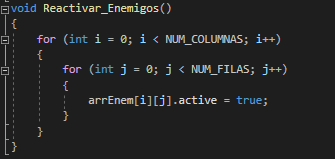 void Reactivar_Enemigos()
{
for (int i = 0; i < NUM_COLUMNAS; i++)
{
for (int j = 0; j < NUM_FILAS; j++)
{
arrEnem[i][j].active = true;
}
}
}